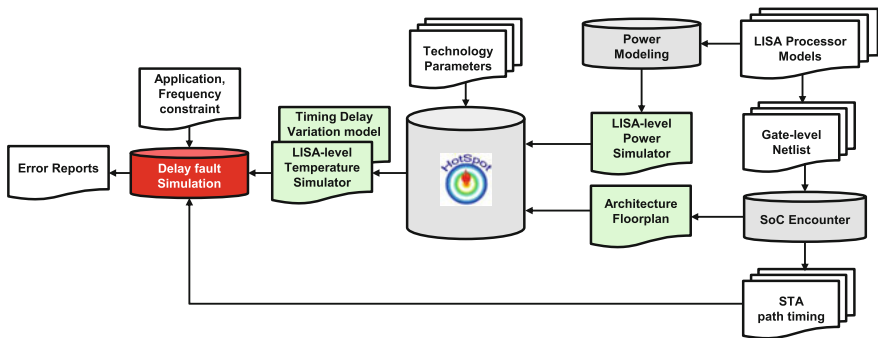 Technology
Parameters
Power
Modeling
LISA Processor
Models
Application,
Frequency
constraint
Timing Delay
Variation model
LISA-level
Temperature
Simulator
LISA-level
Power
Simulator
Gate-level
Netlist
Error Reports
Delay fault
Simulation
HotSpot
Architecture
Floorplan
SoC Encounter
STA
path timing